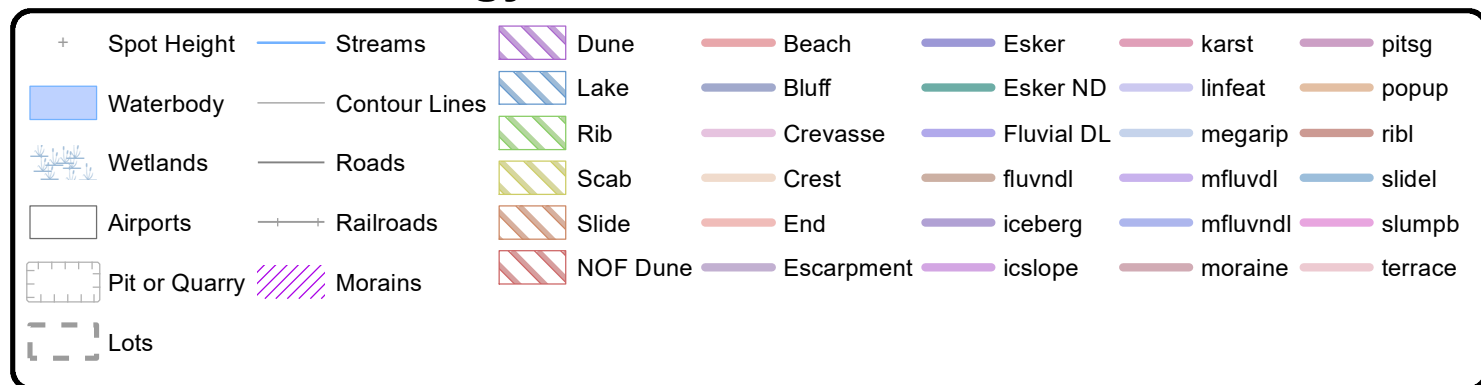 Spot Height
Waterbody
Wetlands
Airports
Pit or Quarry
Lots
Streams
Contour Lines
Roads
Railroads
Morains
Dune
Lake
Rib
Scab
Slide
NOF Dune
Beach
Bluff
Crevasse
Crest
End
Escarpment
Esker
Esker ND
Fluvial DL
fluvndl
iceberg
icslope
karst
linfeat
megarip
mfluvdl
mfluvndl
moraine
pitsg
popup
ribl
slidel
slumpb
terrace